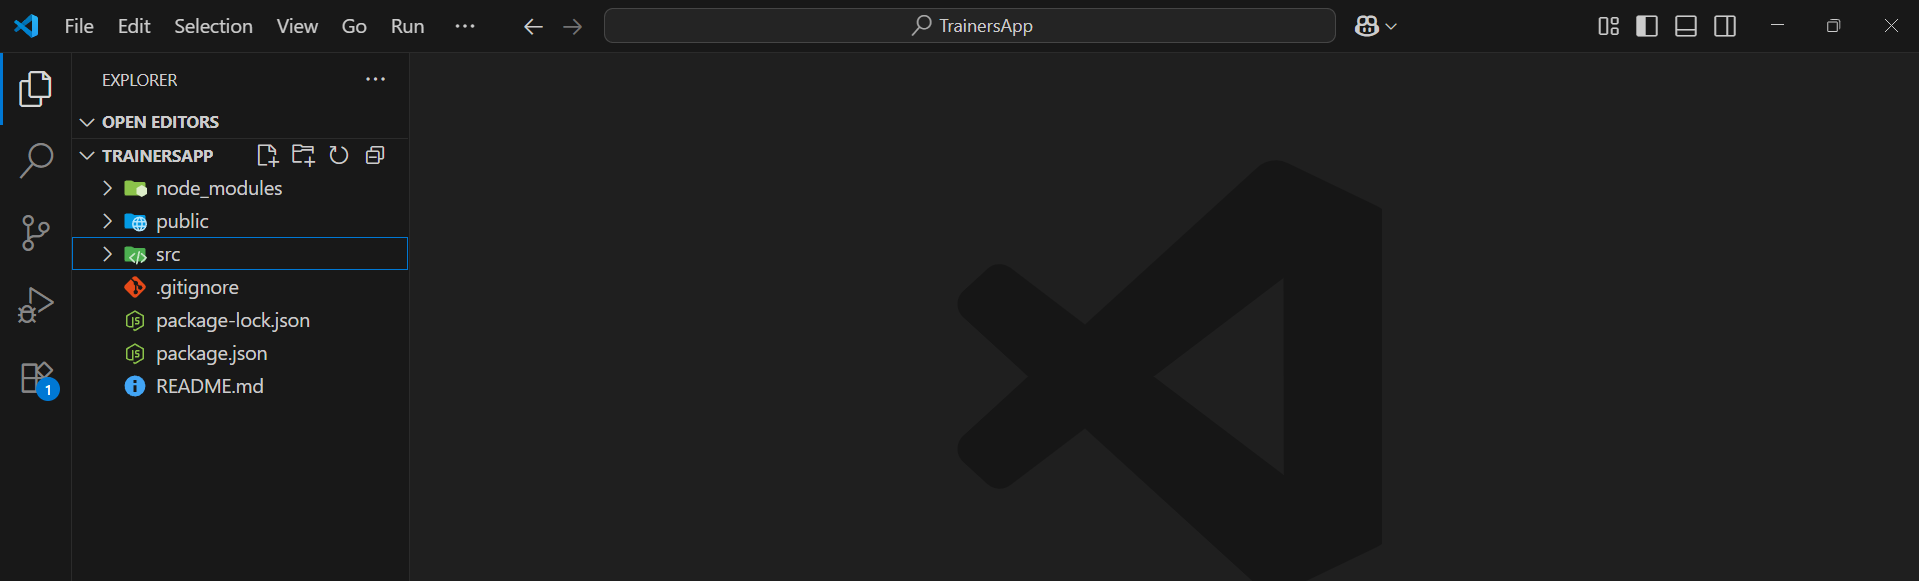 File Edit Selection View Go Run ···
TrainersApp
EXPLORER
OPEN EDITORS
TRAINERSAPP
node_modules
public
src
.gitignore
package-lock.json
package.json
README.md
1